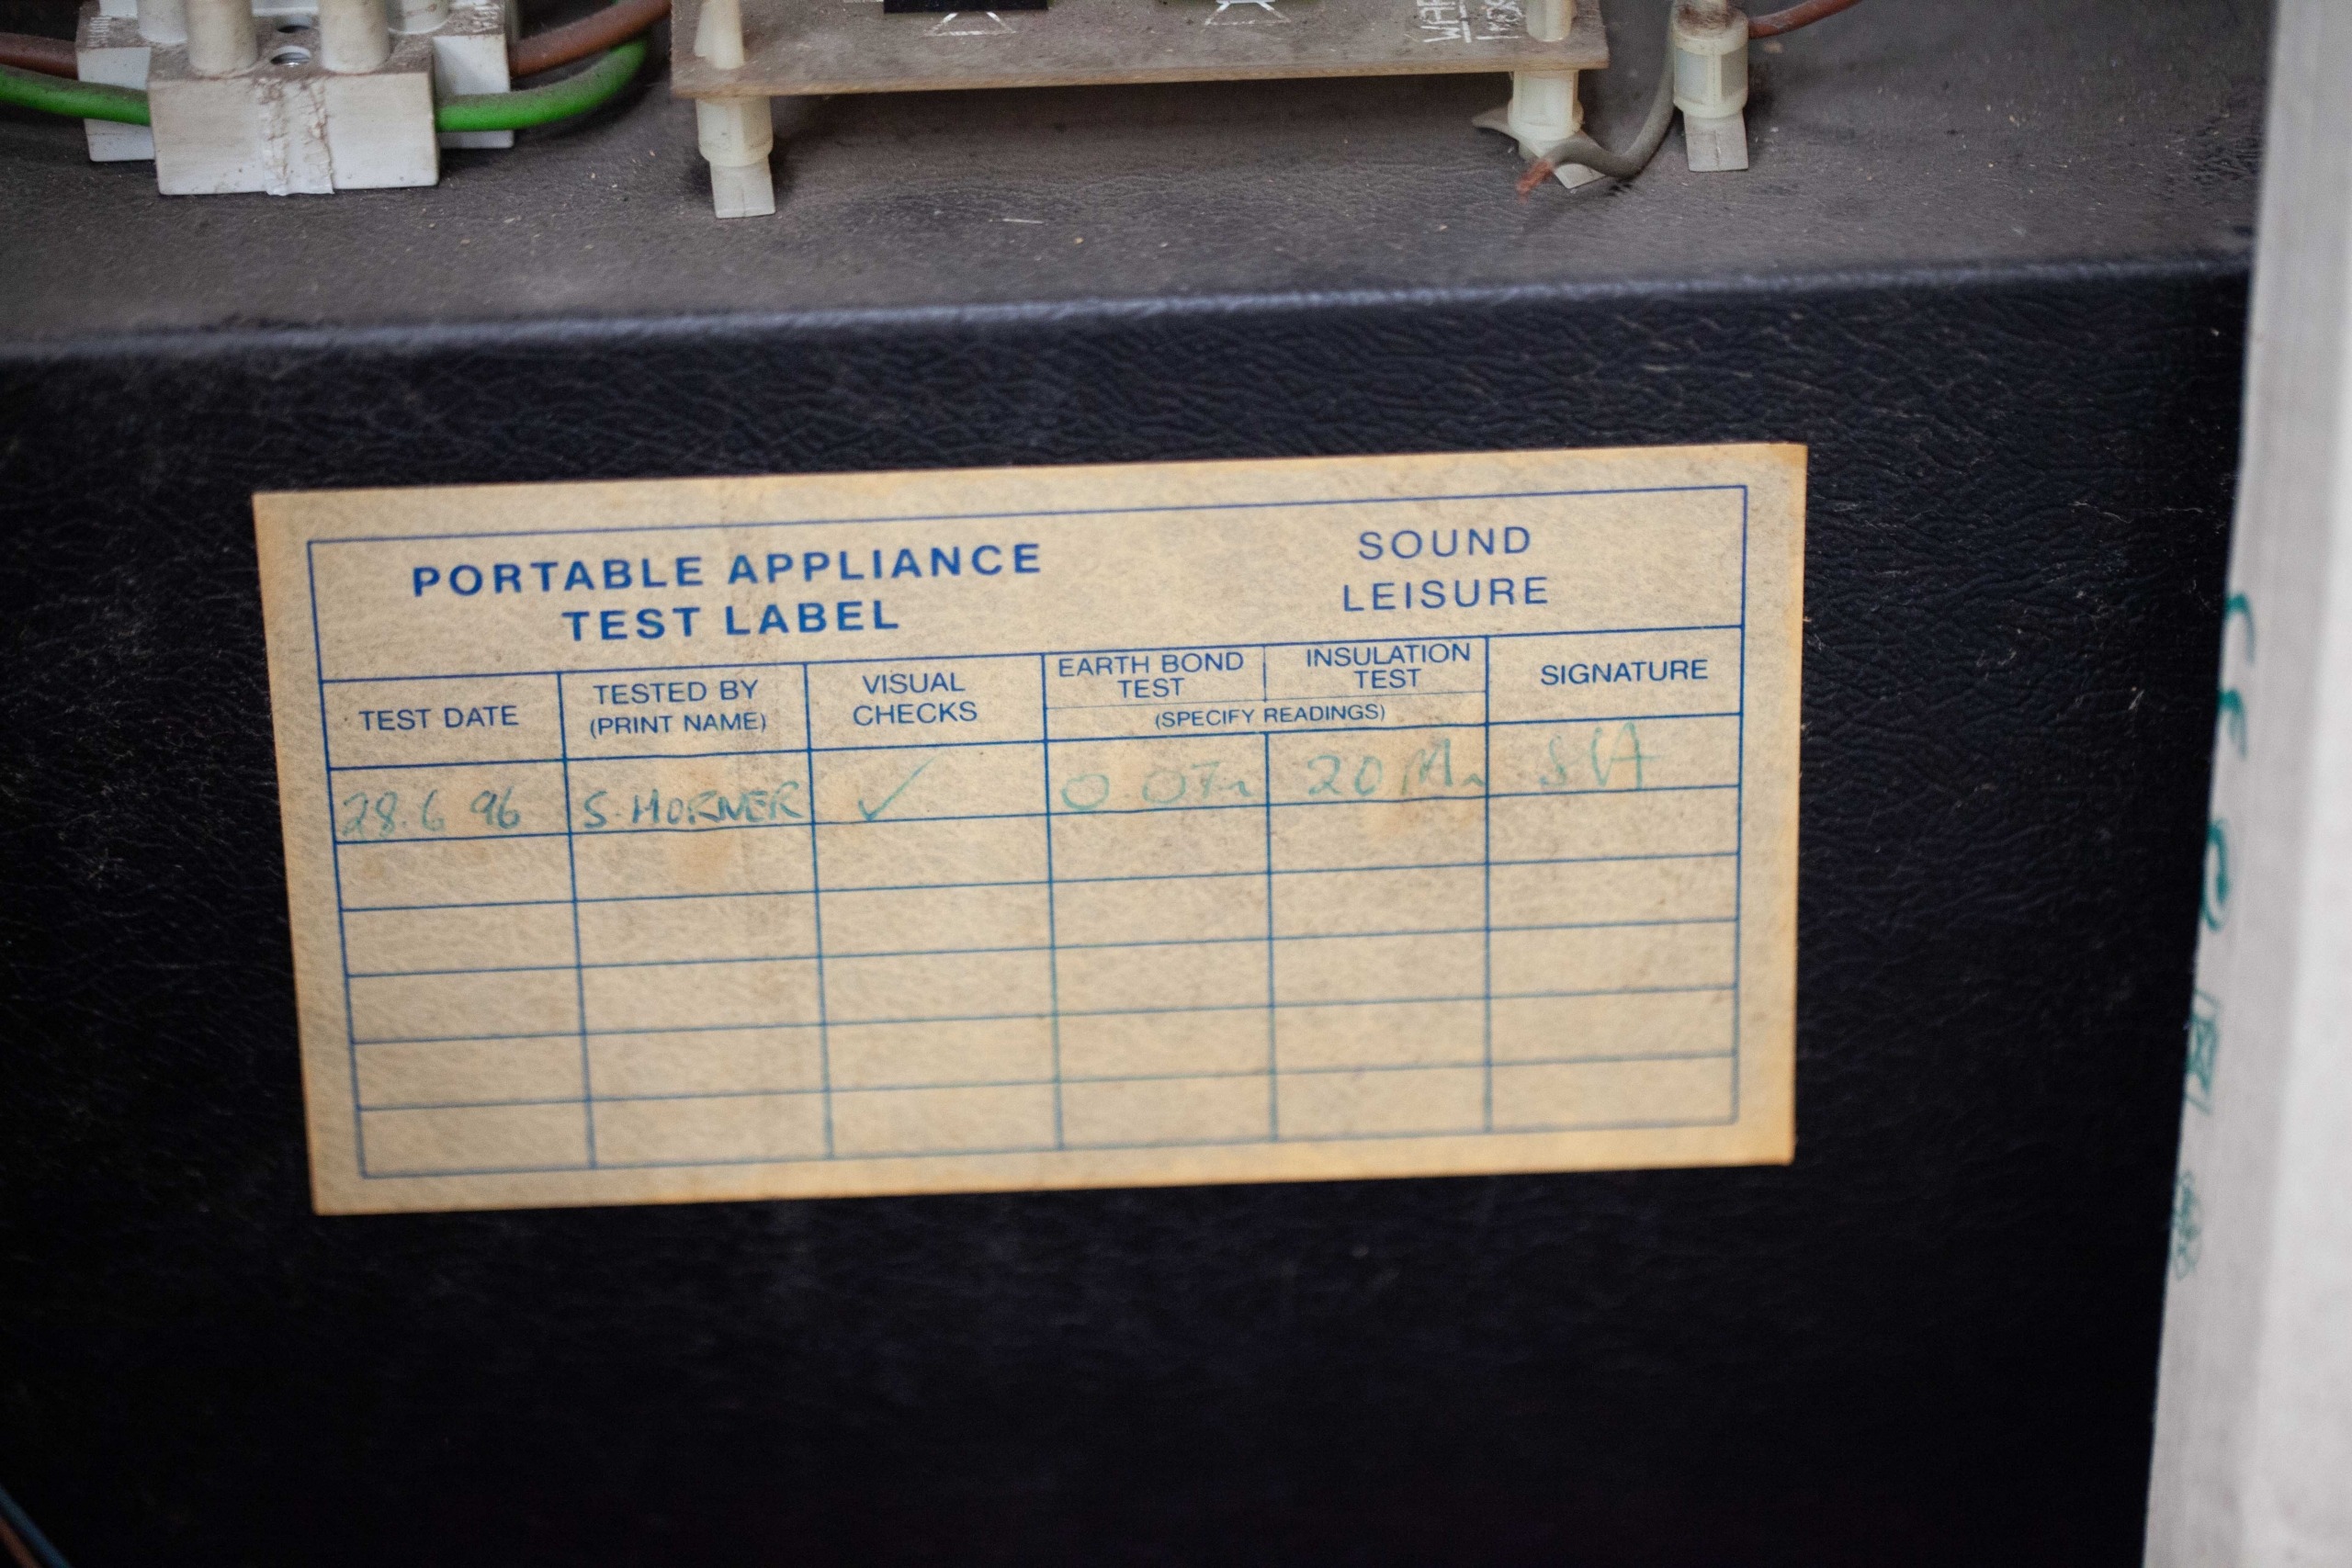 PORTABLE APPLIANCE
TEST LABEL
SOUND
LEISURE
TEST DATE
TESTED BY
(PRINT NAME)
VISUAL
CHECKS
EARTH BOND
TEST
INSULATION
TEST
(SPECIFY READINGS)
SIGNATURE
28.6 96 S. HORNER ✓ 20 M